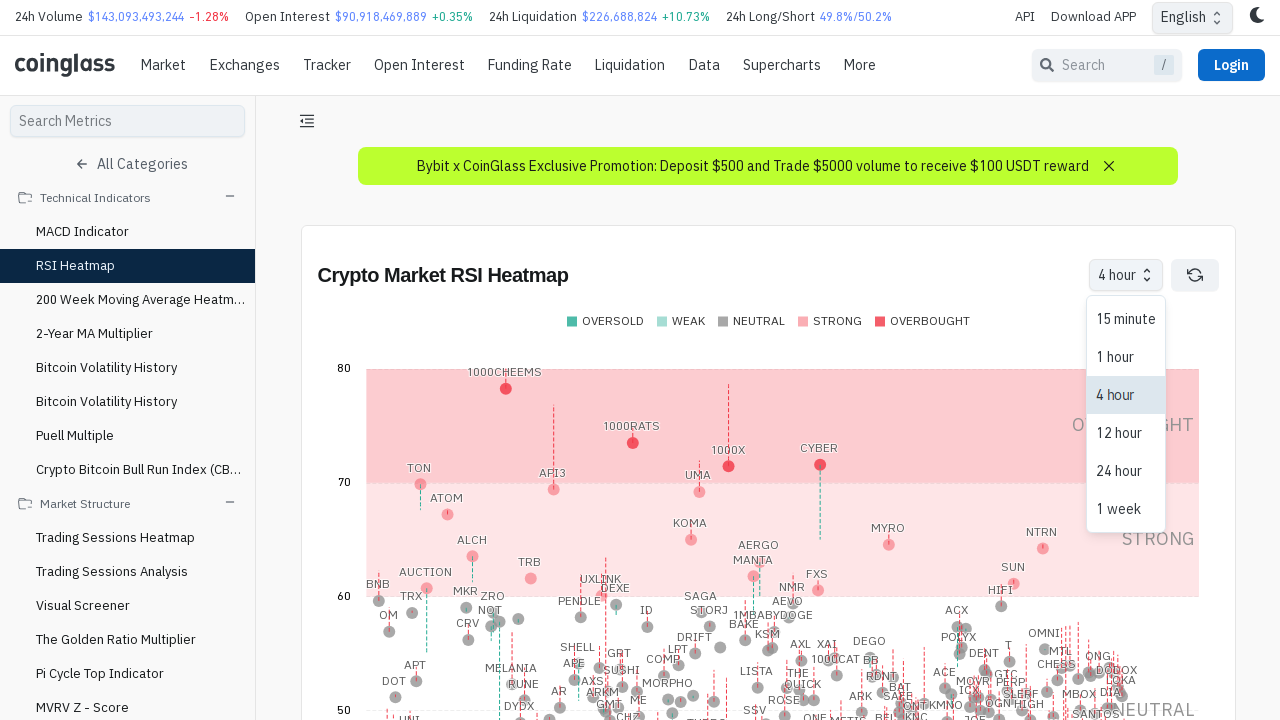 24h Volume $143,093,493,244 -1.28% Open Interest $90,918,469,889 +0.35% 24h Liquidation $226,688,824 +10.73% 24h Long/Short 49.8%/50.2% API Download APP English
coinglass Market Exchanges Tracker Open Interest Funding Rate Liquidation Data Supercharts More Search / Login
Search Metrics
All Categories
Technical Indicators
MACD Indicator
RSI Heatmap
200 Week Moving Average Heatm...
2-Year MA Multiplier
Bitcoin Volatility History
Bitcoin Volatility History
Puell Multiple
Crypto Bitcoin Bull Run Index (CB...
Market Structure
Trading Sessions Heatmap
Trading Sessions Analysis
Visual Screener
The Golden Ratio Multiplier
Pi Cycle Top Indicator
MVRV Z - Score
Bybit x CoinGlass Exclusive Promotion: Deposit $500 and Trade $5000 volume to receive $100 USDT reward
Crypto Market RSI Heatmap
4 hour
15 minute
1 hour
4 hour
12 hour
24 hour
1 week
OVERSOLD WEAK NEUTRAL STRONG OVERBOUGHT
80
1000CHEEMS
1000RATS
1000X
CYBER
TON
API3
UMA
70
ATOM
KOMA
MYRO
NTRN
STRONG
ALCH
AERGO
TRB
MANTA
AUCTION
FXS
SUN
UXLINK
BNB
DEXE
NMR
HIFI
MKR
60
TRX
ZRO
PENDLE
SAGA
AEVO
OM
NOT
ID
STORJ
1MBABYDOGE
ACX
CRV
BAKE
KSM
OMNI
DRIFT
POLYX
SHELL
GRT
LPT
AXL
XAI
DEGO
T
DENT
MTL
COMP
ONG
APT
APE
MELANIA
SUSHI
LISTA
THE
BB
ACE
CHESS
DOT
RUNE
AXS
MORPHO
QUICK
RDNT
PERP
LOKA
AR
ARKM
ME
ROSE
ARK
BAT
ICX
SLERF
MBOX
DIA
DYDX
GMT
KMNO
HIGH
50
CHZ
KNC
SANTOS
NEUTRAL